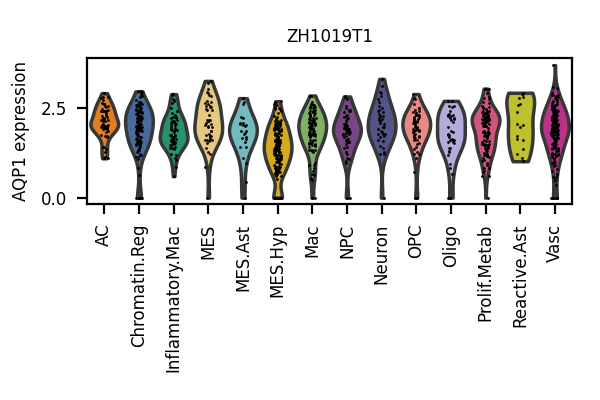 ZH1019T1
AQP1 expression
2.5
0.0
AC
Chromatin.Reg
Inflammatory.Mac
MES
MES.Ast
MES.Hyp
Mac
NPC
Neuron
OPC
Oligo
Prolif.Metab
Reactive.Ast
Vasc